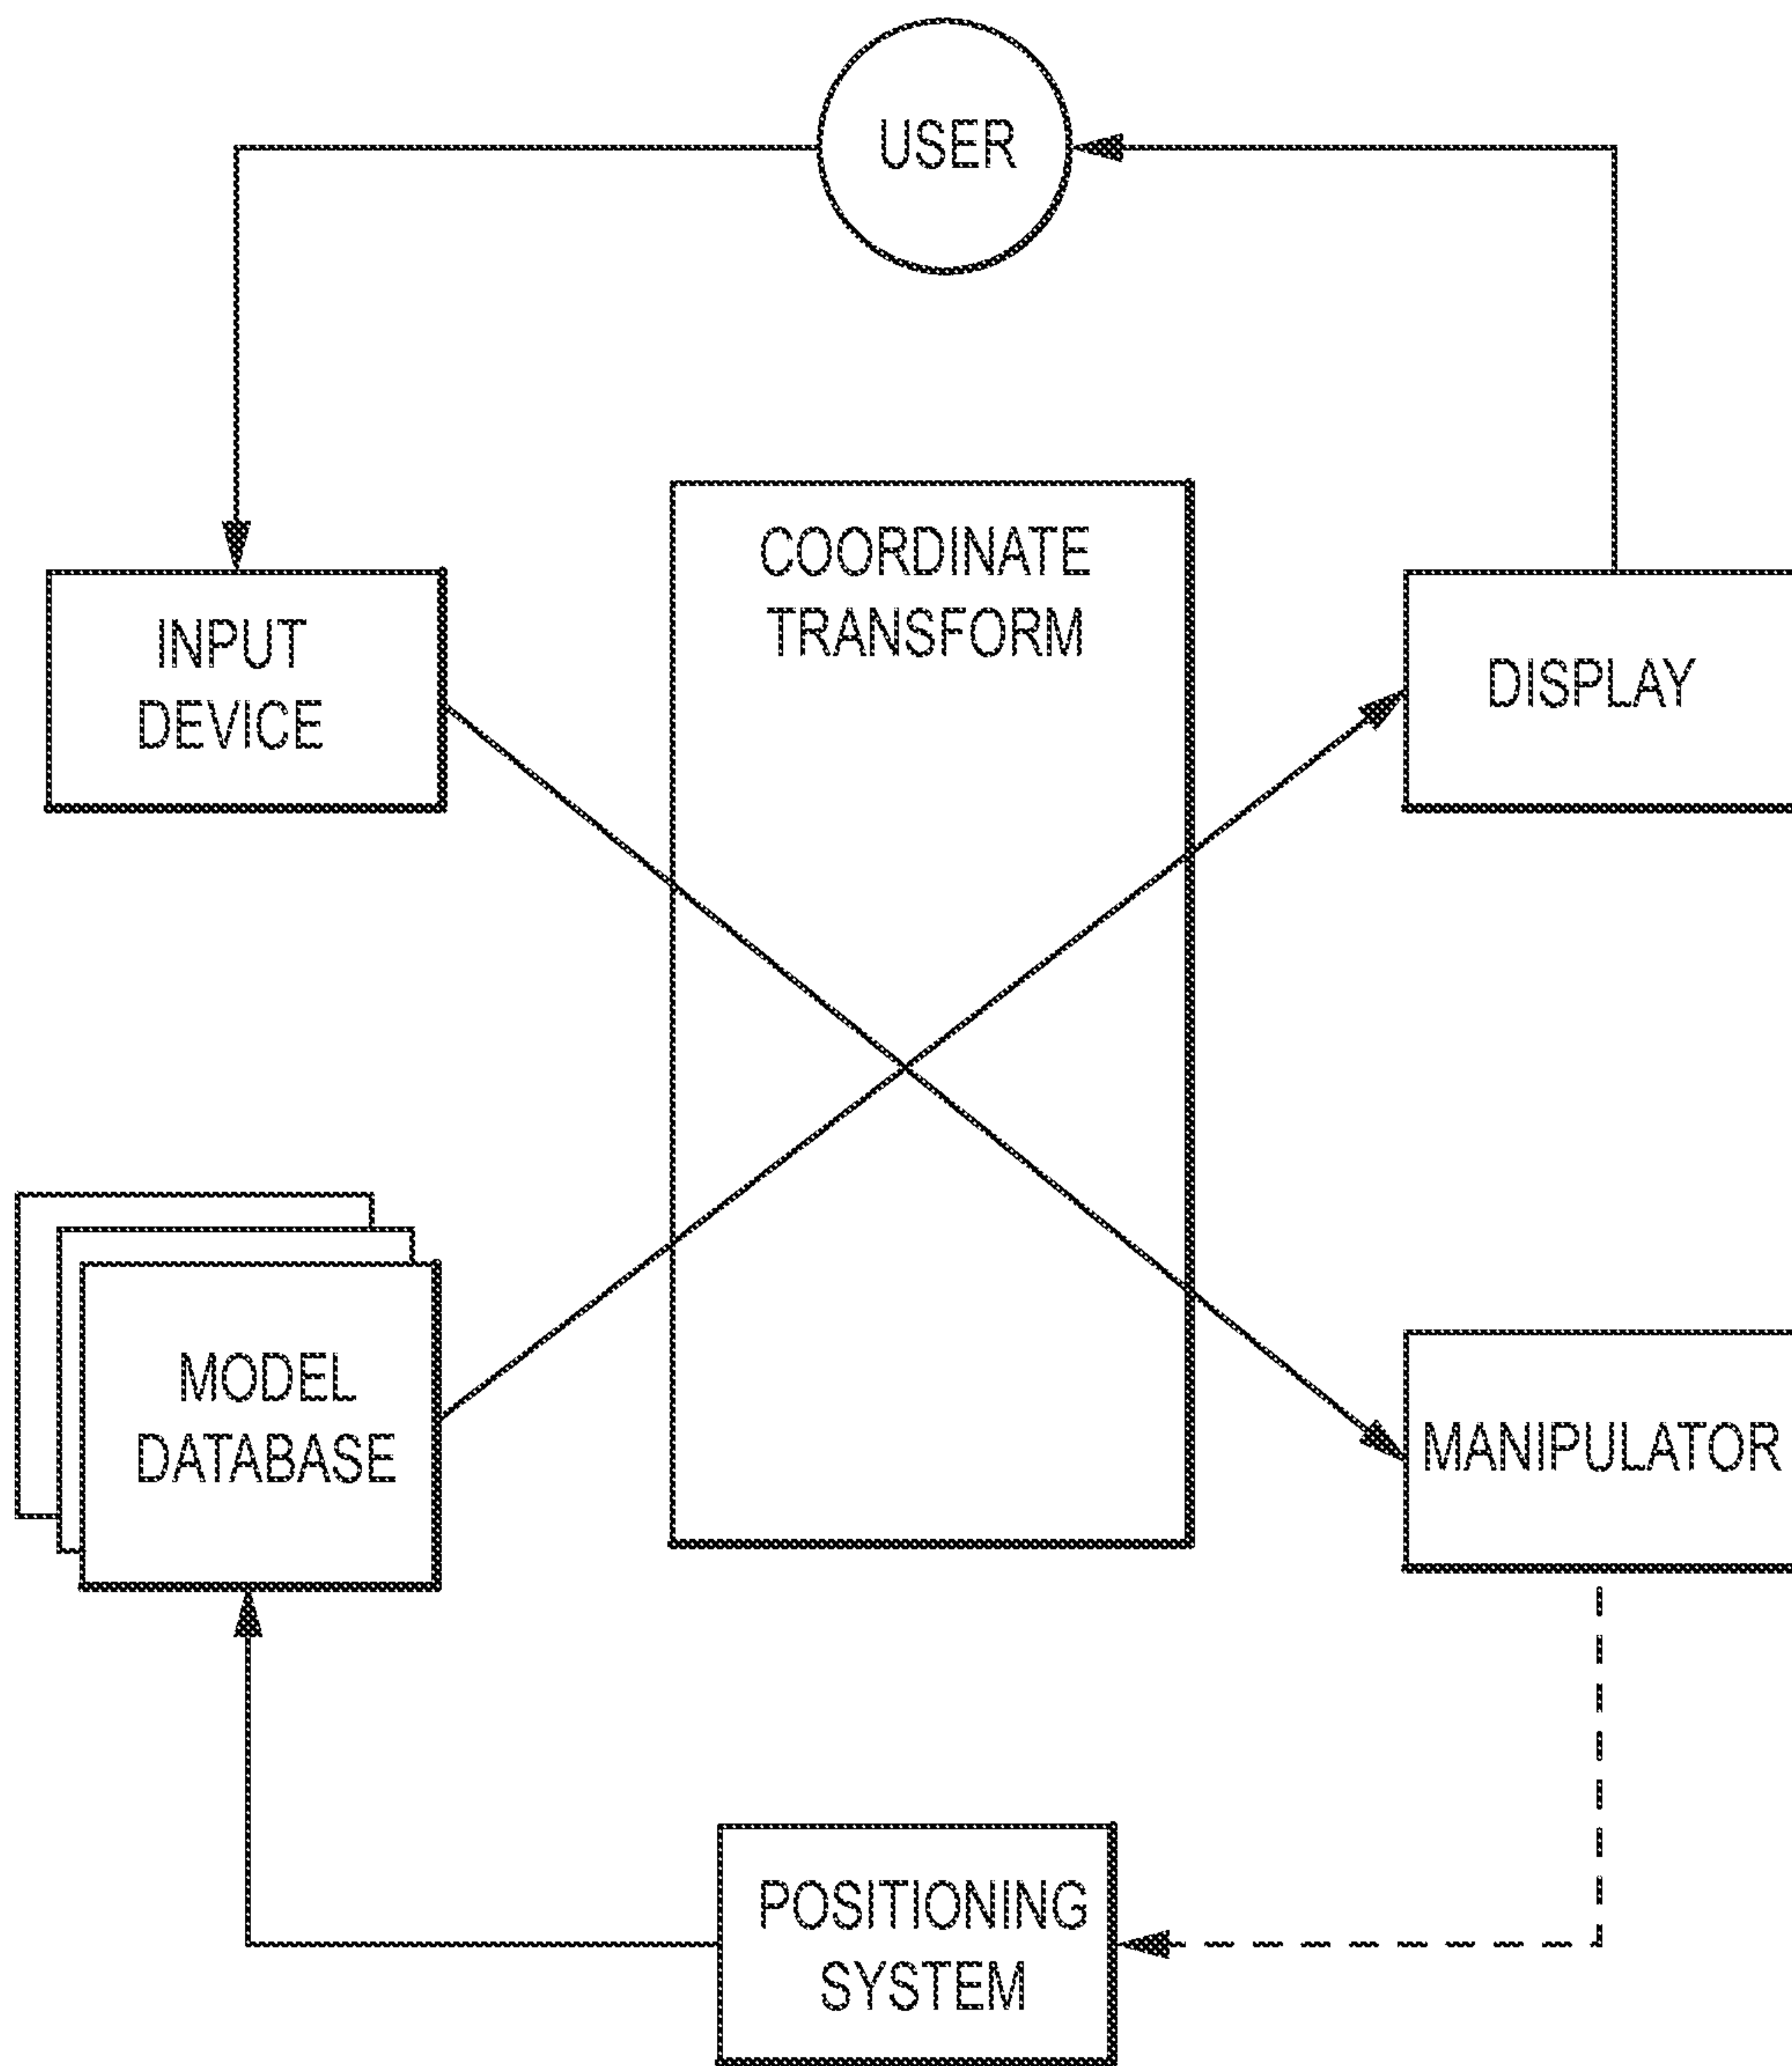 USER
COORDINATE
TRANSFORM
INPUT
DEVICE
DISPLAY
MODEL
DATABASE
MANIPULATOR
POSITIONING
SYSTEM